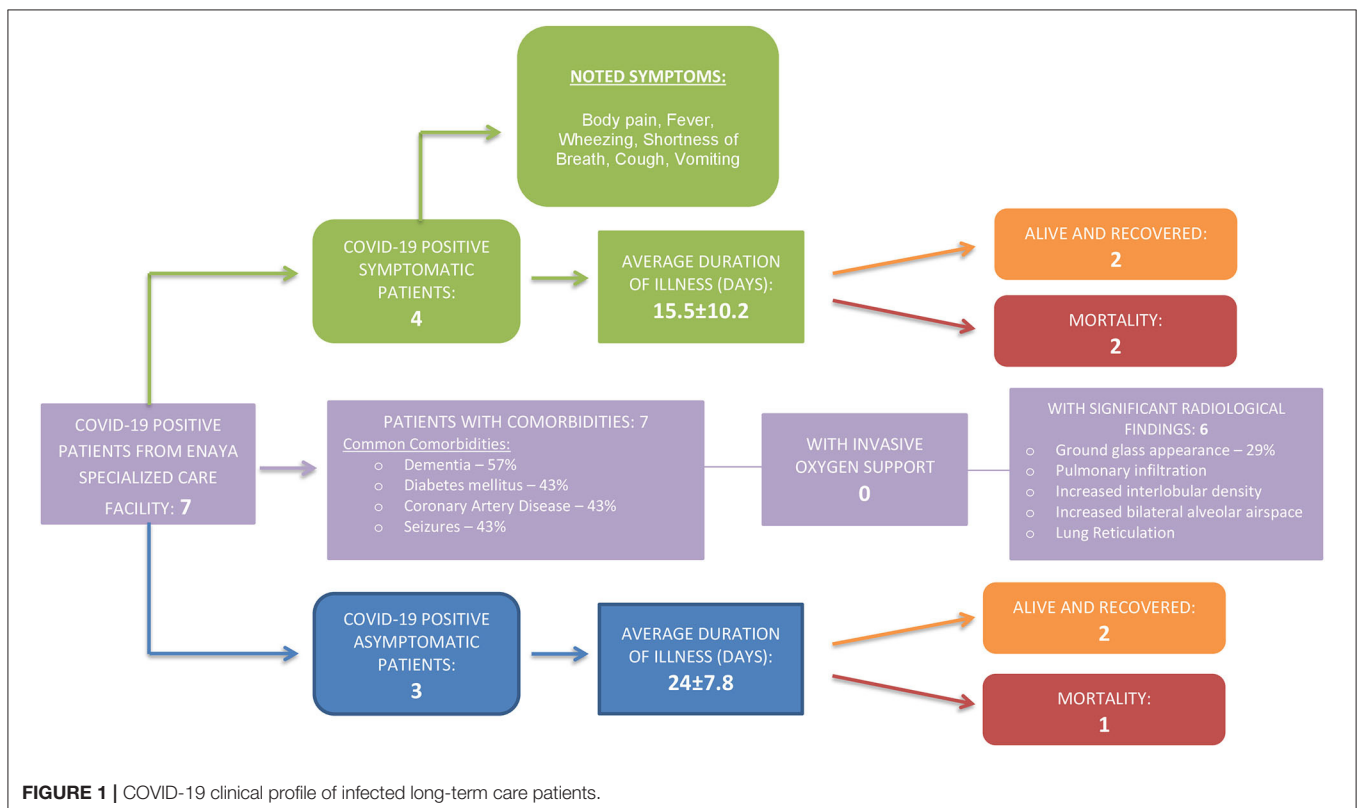 NOTED SYMPTOMS:
Body pain, Fever,
Wheezing, Shortness of
Breath, Cough, Vomiting
COVID-19 POSITIVE
SYMPTOMATIC
PATIENTS:
4
AVERAGE DURATION
OF ILLNESS (DAYS):
15.5±10.2
ALIVE AND RECOVERED:
2
MORTALITY:
2
COVID-19 POSITIVE
PATIENTS FROM ENAYA
SPECIALIZED CARE
FACILITY: 7
PATIENTS WITH COMORBIDITIES: 7
Common Comorbidities:
o Dementia – 57%
o Diabetes mellitus – 43%
o Coronary Artery Disease – 43%
o Seizures – 43%
WITH INVASIVE
OXYGEN SUPPORT
0
WITH SIGNIFICANT RADIOLOGICAL
FINDINGS: 6
o Ground glass appearance – 29%
o Pulmonary infiltration
o Increased interlobular density
o Increased bilateral alveolar airspace
o Lung Reticulation
COVID-19 POSITIVE
ASYMPTOMATIC
PATIENTS:
3
AVERAGE DURATION
OF ILLNESS (DAYS):
24±7.8
ALIVE AND RECOVERED:
2
MORTALITY:
1
FIGURE 1 | COVID-19 clinical profile of infected long-term care patients.